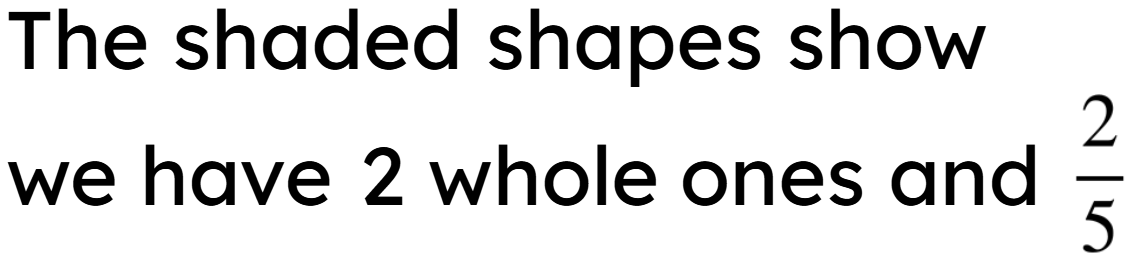 The shaded shapes show
we have 2 whole ones and 2/5